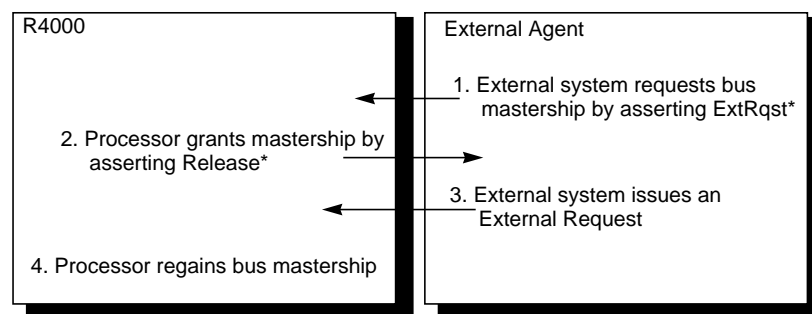 R4000
External Agent
1. External system requests bus
mastership by asserting ExtRqst*
2. Processor grants mastership by
asserting Release*
3. External system issues an
External Request
4. Processor regains bus mastership